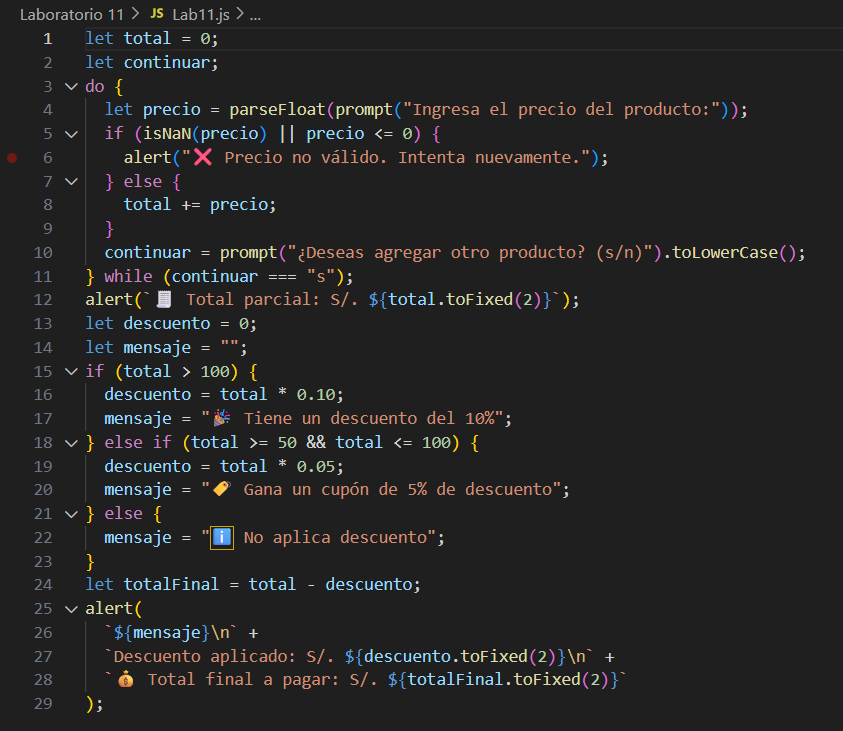 Laboratorio 11 > JS Lab11.js > ...
1 let total = 0;
2 let continuar;
3 do {
4 let precio = parseFloat(prompt("Ingresa el precio del producto:"));
5 if (isNaN(precio) || precio <= 0) {
6 alert("❌ Precio no válido. Intenta nuevamente.");
7 } else {
8 total += precio;
9 }
10 continuar = prompt("¿Deseas agregar otro producto? (s/n)").toLowerCase();
11 } while (continuar === "s");
12 alert(`🧾 Total parcial: S/. ${total.toFixed(2)}`);
13 let descuento = 0;
14 let mensaje = "";
15 if (total > 100) {
16 descuento = total * 0.10;
17 mensaje = "🎉 Tiene un descuento del 10%";
18 } else if (total >= 50 && total <= 100) {
19 descuento = total * 0.05;
20 mensaje = "🏷️ Gana un cupón de 5% de descuento";
21 } else {
22 mensaje = "ℹ️ No aplica descuento";
23 }
24 let totalFinal = total - descuento;
25 alert(
26 `${mensaje}\n` +
27 `Descuento aplicado: S/. ${descuento.toFixed(2)}\n` +
28 `💰 Total final a pagar: S/. ${totalFinal.toFixed(2)}`
29 );